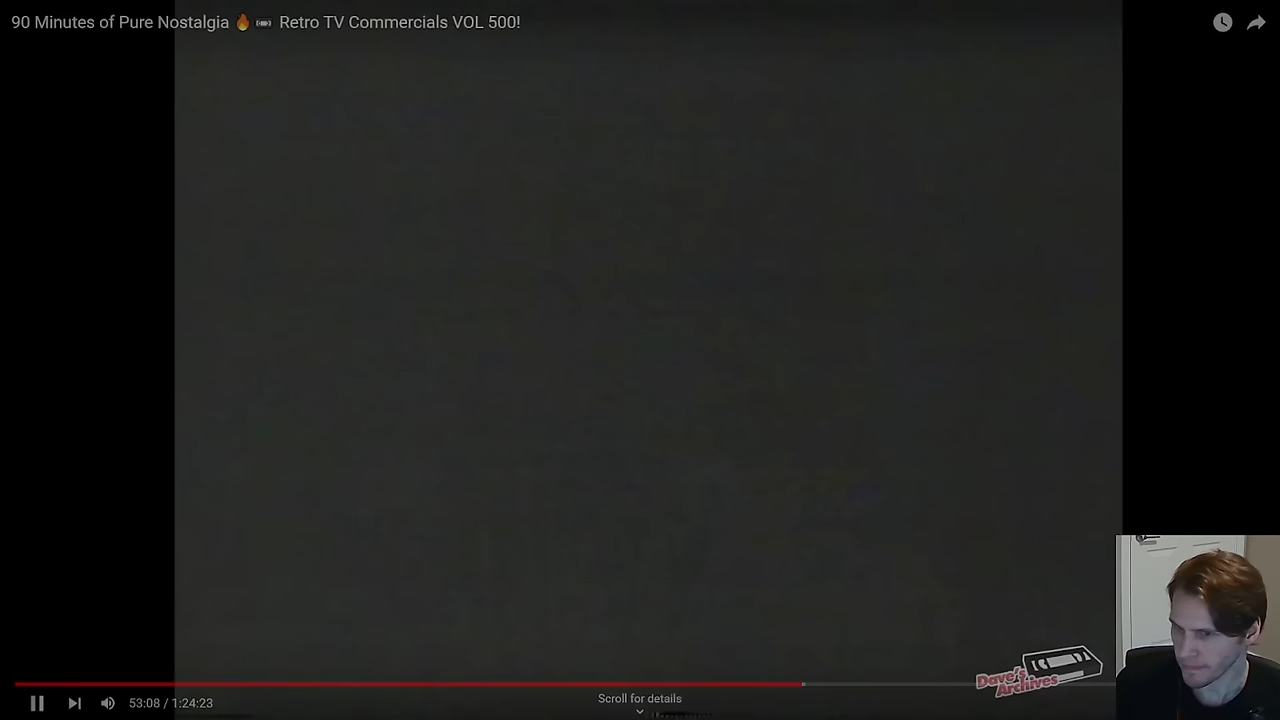 90 Minutes of Pure Nostalgia 🔥📼 Retro TV Commercials VOL 500!
Dave's
Archives
53:08 / 1:24:23
Scroll for details